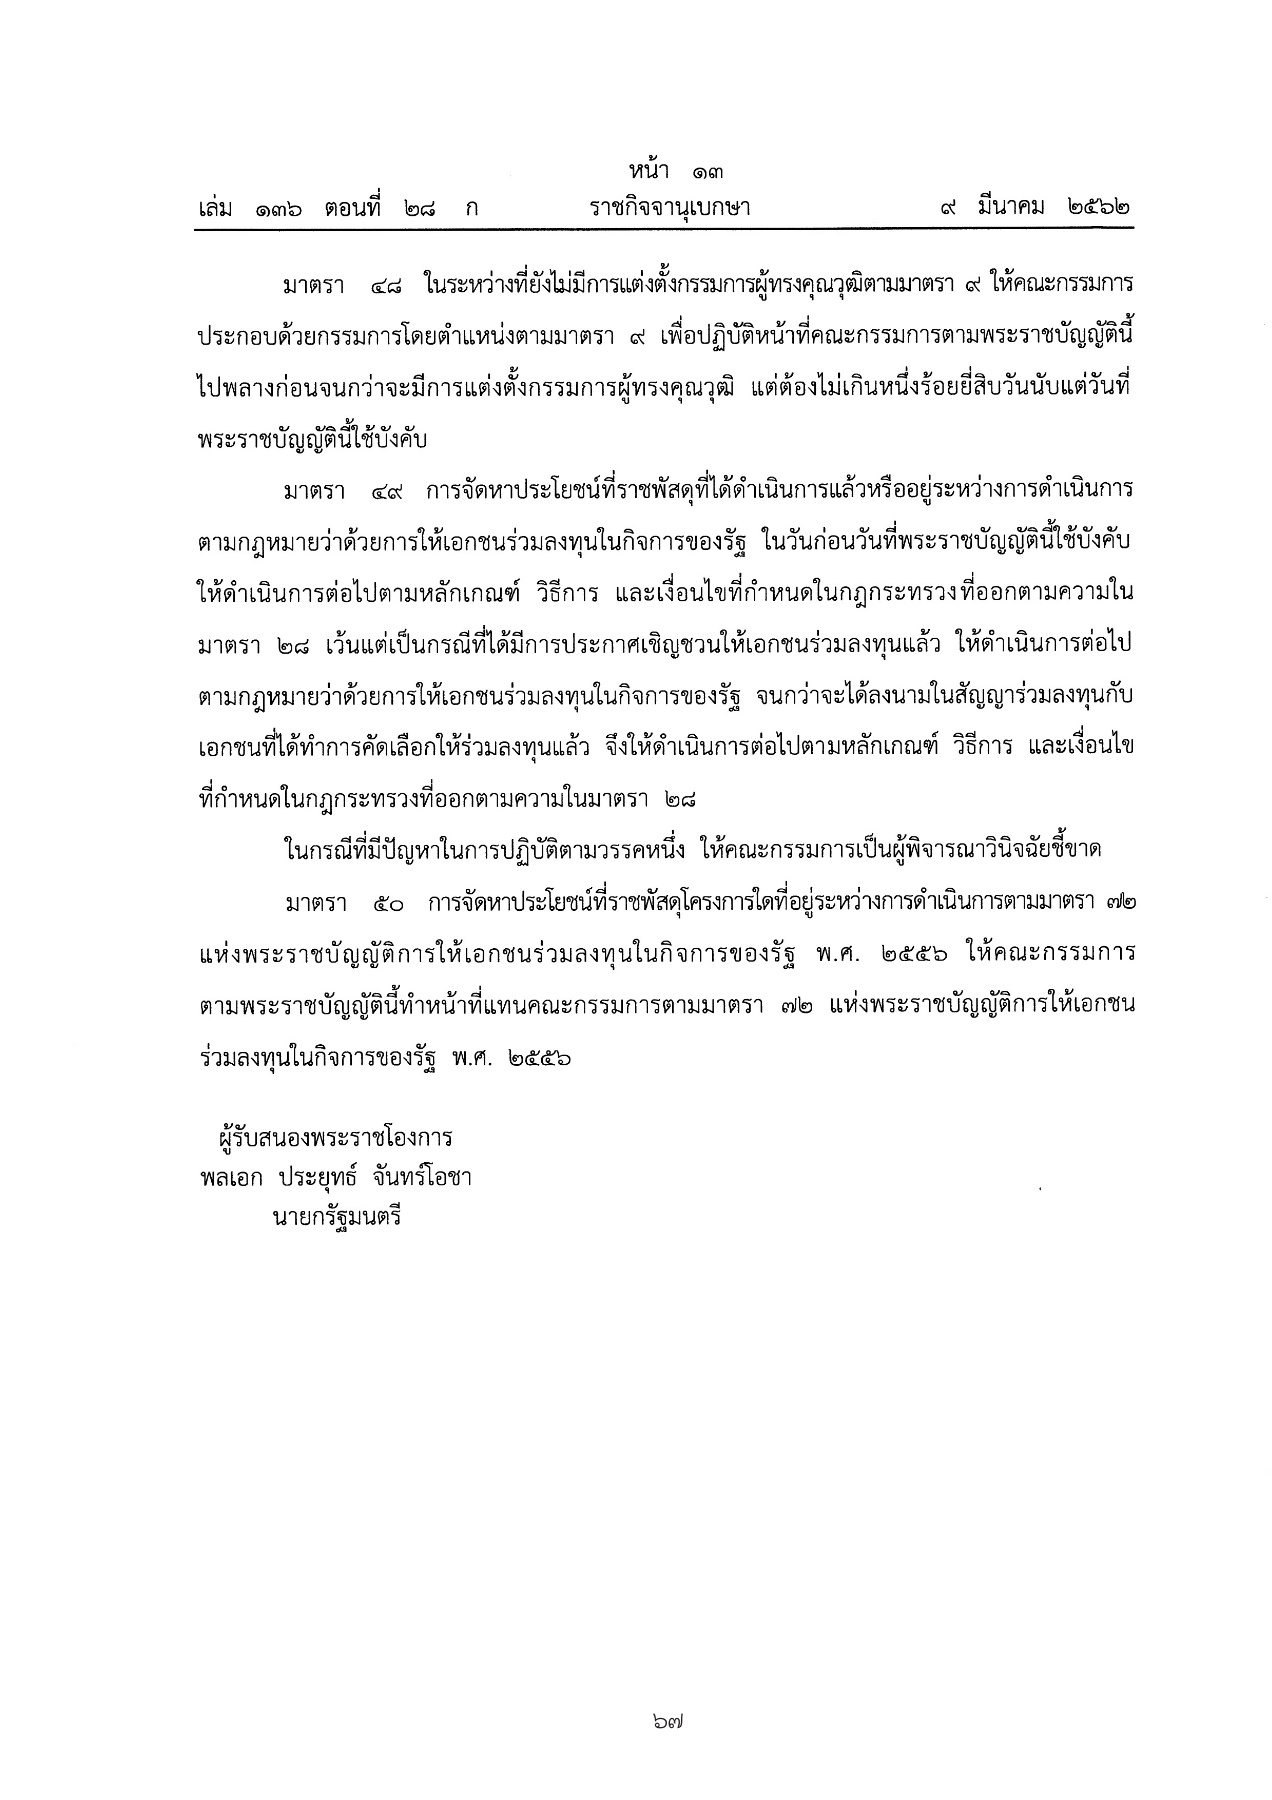 หน้า ๑๓
เล่ม ๑๓๖ ตอนที่ ๒๘ ก ราชกิจจานุเบกษา ๙ มีนาคม ๒๕๖๒
มาตรา ๔๘ ในระหว่างที่ยังไม่มีการแต่งตั้งกรรมการผู้ทรงคุณวุฒิตามมาตรา ๙ ให้คณะกรรมการ
ประกอบด้วยกรรมการโดยตำแหน่งตามมาตรา ๙ เพื่อปฏิบัติหน้าที่คณะกรรมการตามพระราชบัญญัตินี้
ไปพลางก่อนจนกว่าจะมีการแต่งตั้งกรรมการผู้ทรงคุณวุฒิ แต่ต้องไม่เกินหนึ่งร้อยยี่สิบวันนับแต่วันที่
พระราชบัญญัตินี้ใช้บังคับ
มาตรา ๔๙ การจัดหาประโยชน์ที่ราชพัสดุที่ได้ดำเนินการแล้วหรืออยู่ระหว่างการดำเนินการ
ตามกฎหมายว่าด้วยการให้เอกชนร่วมลงทุนในกิจการของรัฐ ในวันก่อนวันที่พระราชบัญญัตินี้ใช้บังคับ
ให้ดำเนินการต่อไปตามหลักเกณฑ์ วิธีการ และเงื่อนไขที่กำหนดในกฎกระทรวงที่ออกตามความใน
มาตรา ๒๘ เว้นแต่เป็นกรณีที่ได้มีการประกาศเชิญชวนให้เอกชนร่วมลงทุนแล้ว ให้ดำเนินการต่อไป
ตามกฎหมายว่าด้วยการให้เอกชนร่วมลงทุนในกิจการของรัฐ จนกว่าจะได้ลงนามในสัญญาร่วมลงทุนกับ
เอกชนที่ได้ทำการคัดเลือกให้ร่วมลงทุนแล้ว จึงให้ดำเนินการต่อไปตามหลักเกณฑ์ วิธีการ และเงื่อนไข
ที่กำหนดในกฎกระทรวงที่ออกตามความในมาตรา ๒๘
ในกรณีที่มีปัญหาในการปฏิบัติตามวรรคหนึ่ง ให้คณะกรรมการเป็นผู้พิจารณาวินิจฉัยชี้ขาด
มาตรา ๕๐ การจัดหาประโยชน์ที่ราชพัสดุโครงการใดที่อยู่ระหว่างการดำเนินการตามมาตรา ๗๒
แห่งพระราชบัญญัติการให้เอกชนร่วมลงทุนในกิจการของรัฐ พ.ศ. ๒๕๕๖ ให้คณะกรรมการ
ตามพระราชบัญญัตินี้ทำหน้าที่แทนคณะกรรมการตามมาตรา ๗๒ แห่งพระราชบัญญัติการให้เอกชน
ร่วมลงทุนในกิจการของรัฐ พ.ศ. ๒๕๕๖
ผู้รับสนองพระราชโองการ
พลเอก ประยุทธ์ จันทร์โอชา
นายกรัฐมนตรี
๖๗